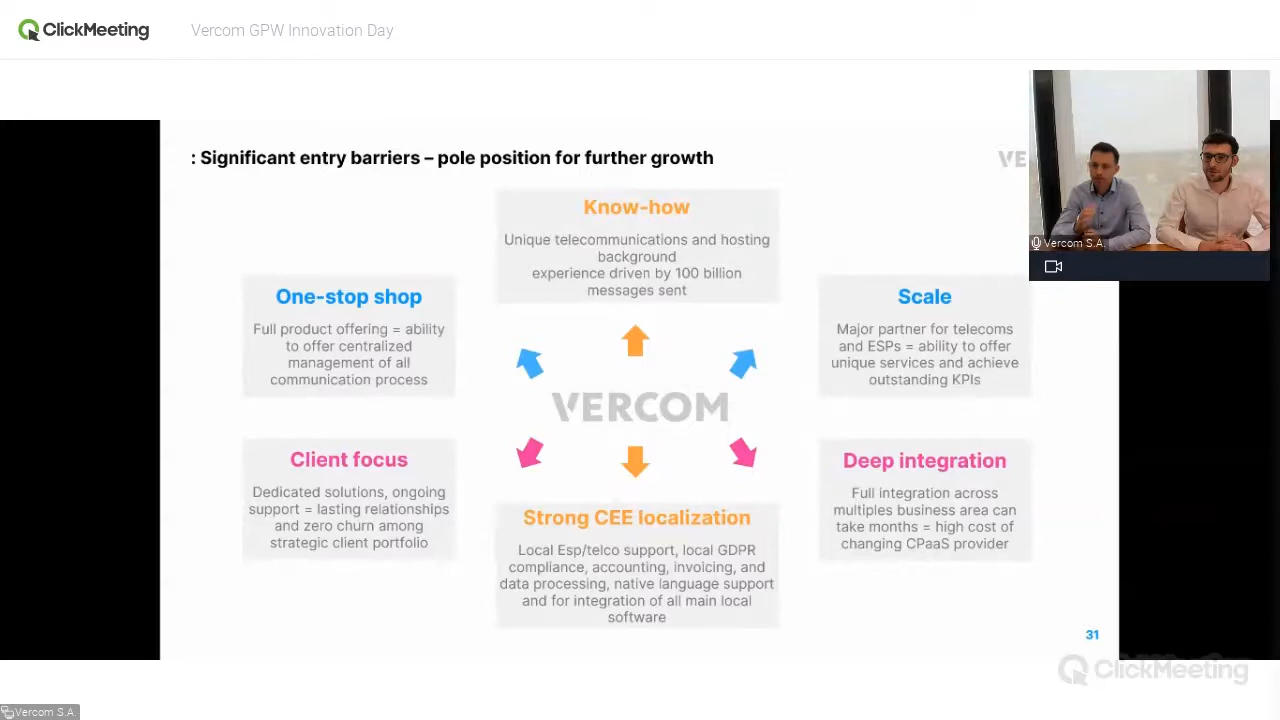 ClickMeeting
Vercom GPW Innovation Day
: Significant entry barriers – pole position for further growth
VE
Know-how
Unique telecommunications and hosting
background
experience driven by 100 billion
messages sent
One-stop shop
Full product offering = ability
to offer centralized
management of all
communication process
Scale
Major partner for telecoms
and ESPs = ability to offer
unique services and achieve
outstanding KPIs
VERCOM
Client focus
Dedicated solutions, ongoing
support = lasting relationships
and zero churn among
strategic client portfolio
Strong CEE localization
Local Esp/telco support, local GDPR
compliance, accounting, invoicing, and
data processing, native language support
and for integration of all main local
software
Deep integration
Full integration across
multiples business area can
take months = high cost of
changing CPaaS provider
Vercom S.A.
31
ClickMeeting
Vercom S.A.